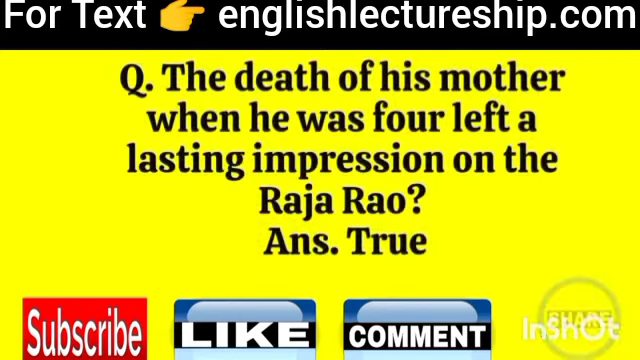 For Text 👉 englishlectureship.com
Q. The death of his mother
when he was four left a
lasting impression on the
Raja Rao?
Ans. True
Subscribe
LIKE
COMMENT
SHARE
InShOt